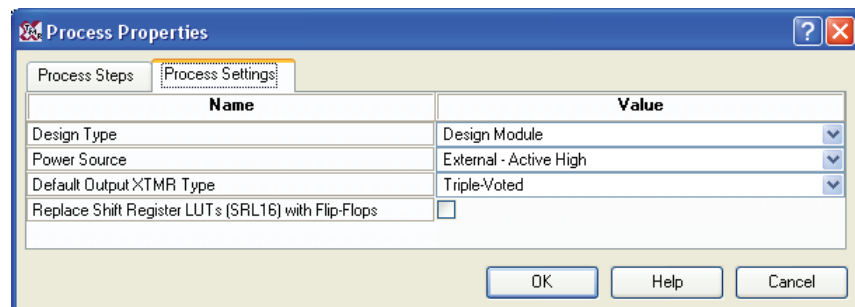 Process Properties
Process Steps Process Settings
Name Value
Design Type Design Module
Power Source External - Active High
Default Output XTMR Type Triple-Voted
Replace Shift Register LUTs (SRL16) with Flip-Flops
OK Help Cancel